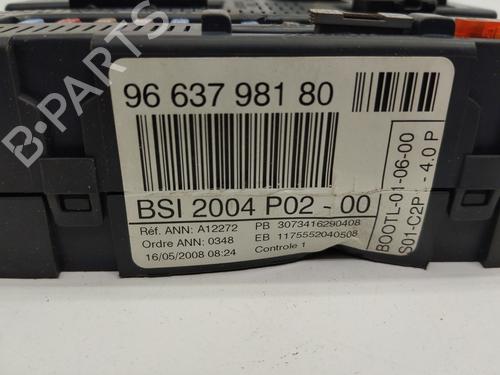 96 637 981 80
BSI 2004 P02 - 00
Réf. ANN: A12272 PB 3073416290408
Ordre ANN: 0348 EB 1175552040508
16/05/2008 08:24 Controle 1
BOOTL-01-06-00
S01-C2P - 4.0 P
B-PARTS